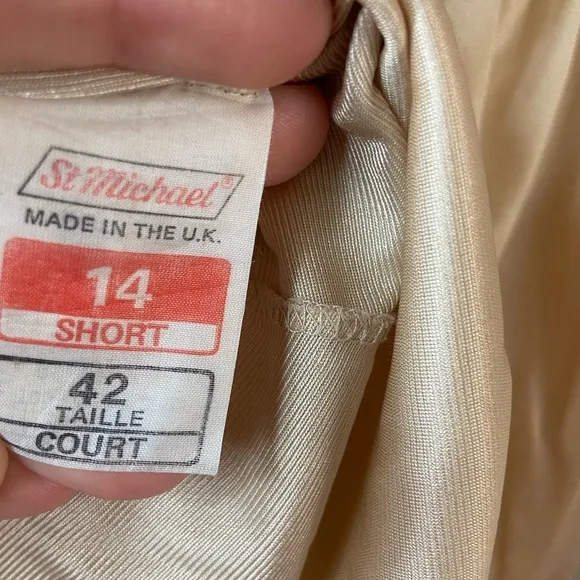 St Michael®
MADE IN THE U.K.
14
SHORT
42
TAILLE
COURT